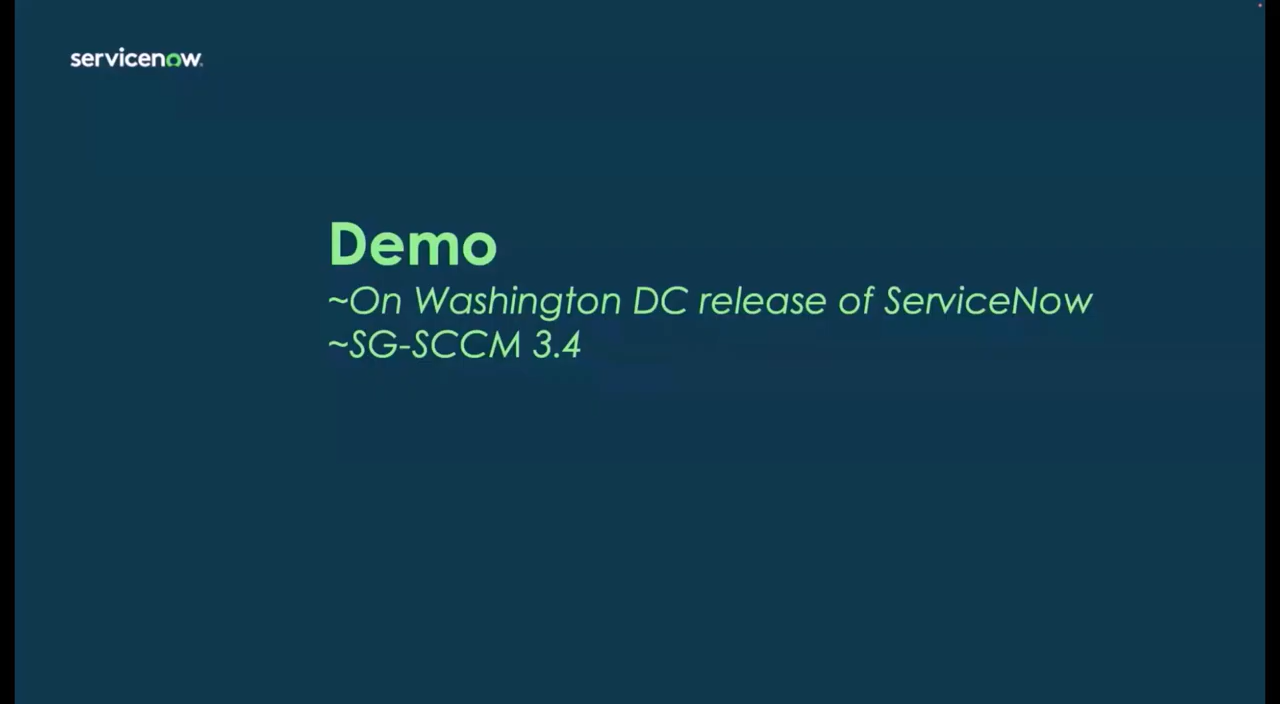 servicenow
Demo
~On Washington DC release of ServiceNow
~SG-SCCM 3.4